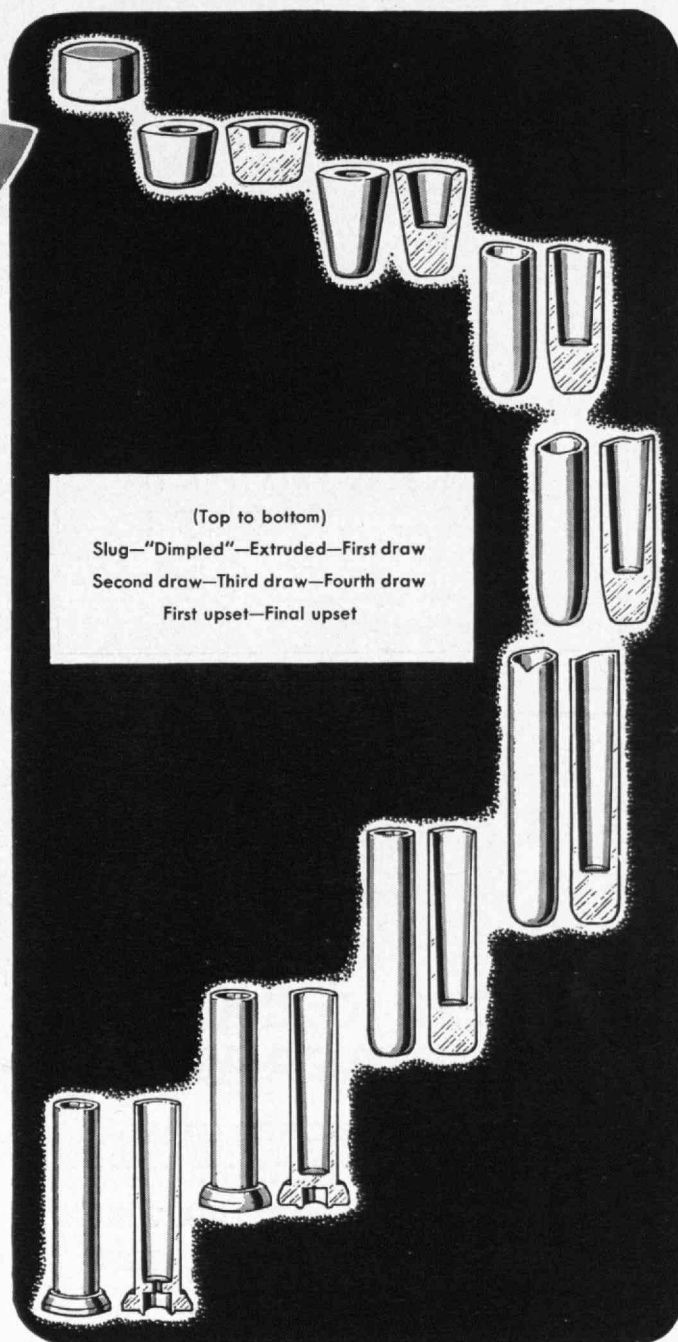 (Top to bottom)
Slug—"Dimpled"—Extruded—First draw
Second draw—Third draw—Fourth draw
First upset—Final upset